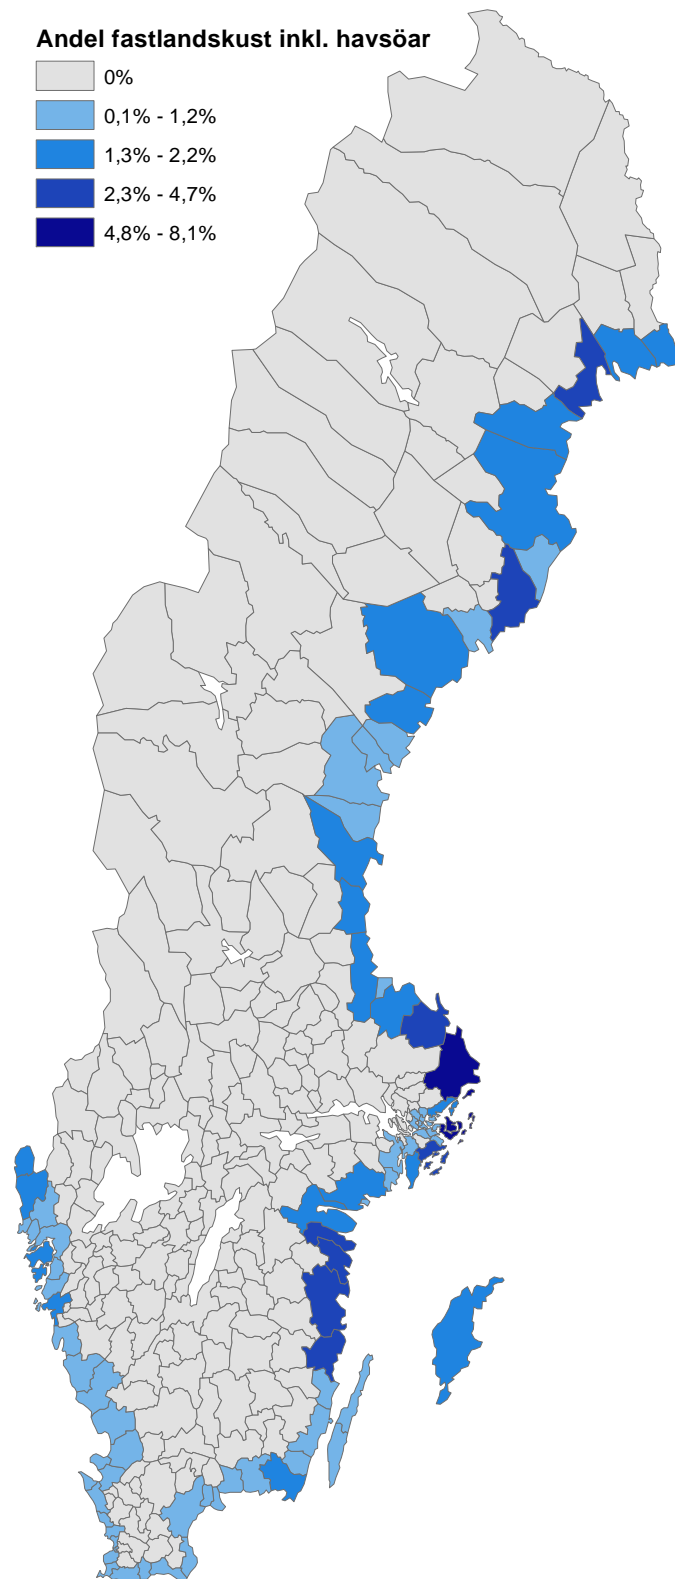 Andel fastlandskust inkl. havsöar
0%
0,1% - 1,2%
1,3% - 2,2%
2,3% - 4,7%
4,8% - 8,1%